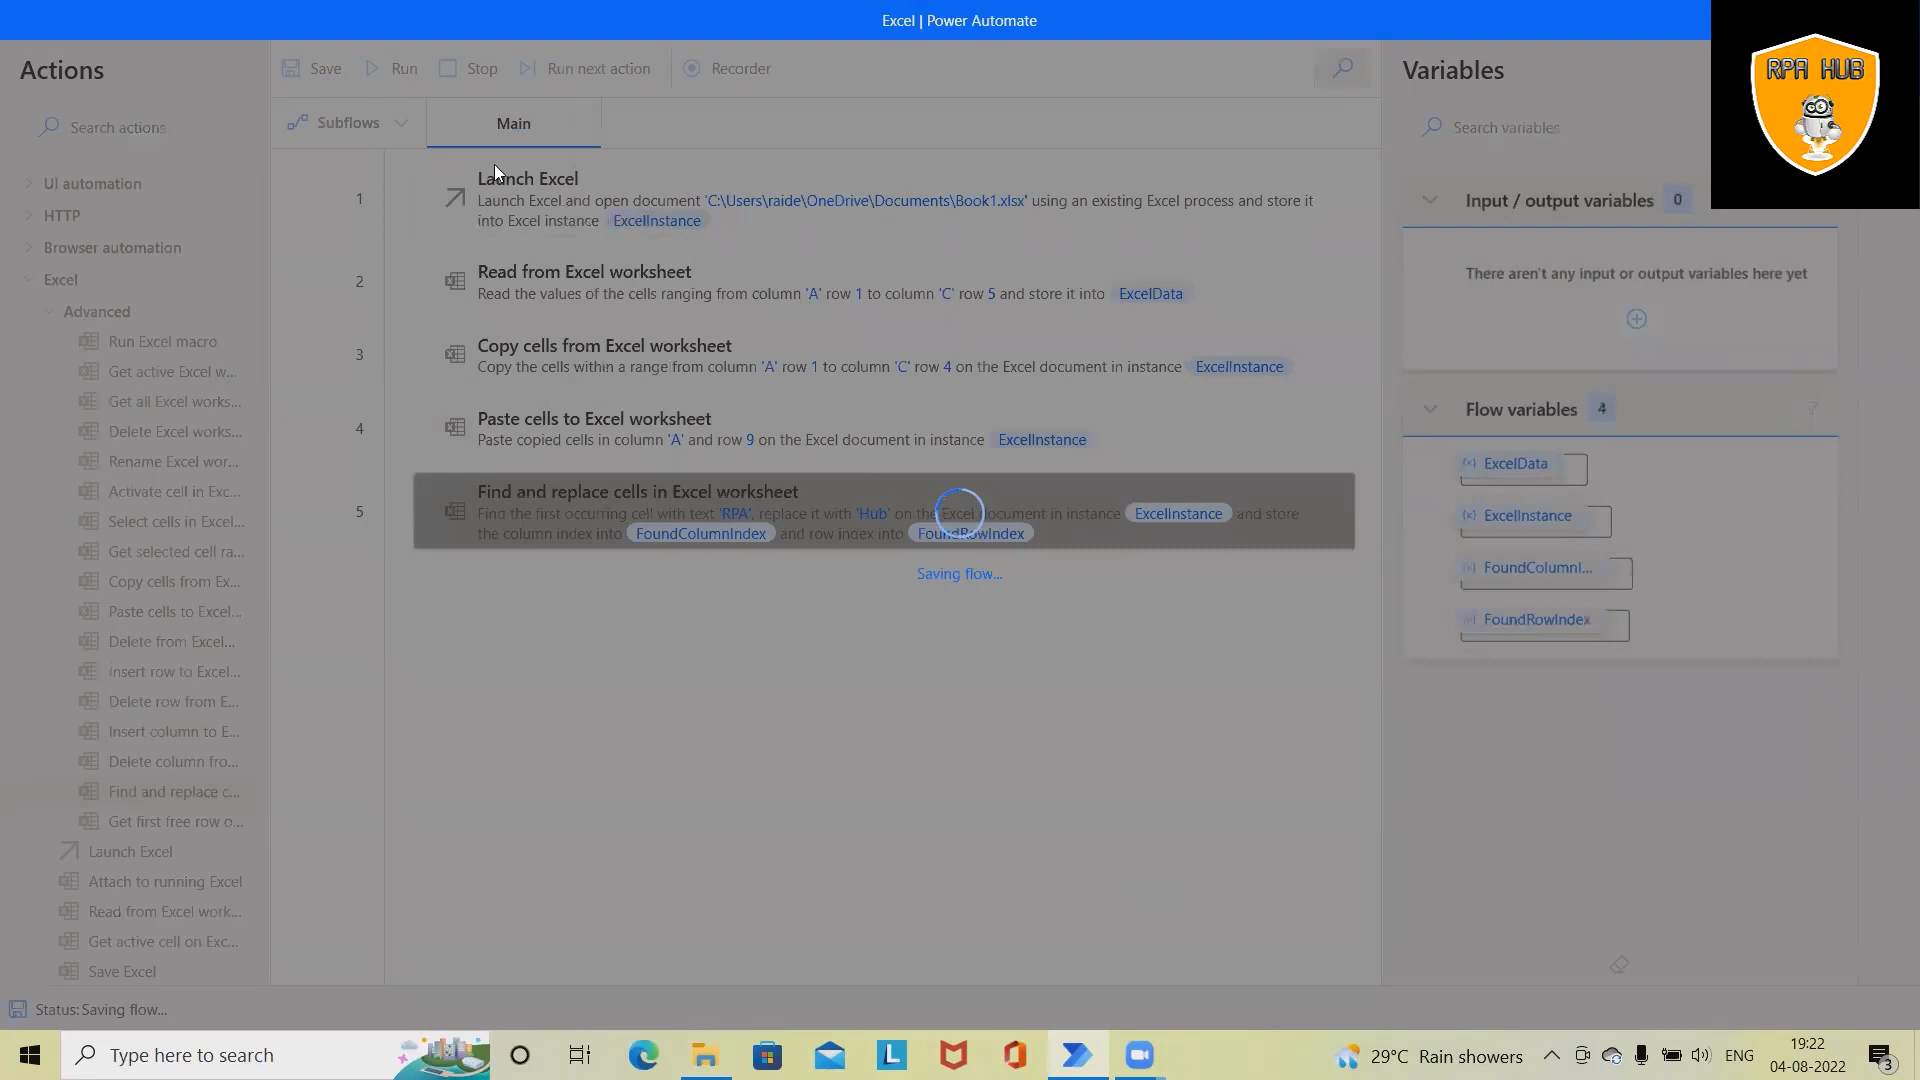 Excel | Power Automate
Actions
Search actions
UI automation
HTTP
Browser automation
Excel
Advanced
Run Excel macro
Get active Excel w...
Get all Excel works...
Delete Excel works...
Rename Excel wor...
Activate cell in Exc...
Select cells in Excel...
Get selected cell ra...
Copy cells from Ex...
Paste cells to Excel...
Delete from Excel...
Insert row to Excel...
Delete row from E...
Insert column to E...
Delete column fro...
Find and replace c...
Get first free row o...
Launch Excel
Attach to running Excel
Read from Excel work...
Get active cell on Exc...
Save Excel
Save
Run
Stop
Run next action
Recorder
Subflows
Main
1
Launch Excel
Launch Excel and open document 'C:\Users\raide\OneDrive\Documents\Book1.xlsx' using an existing Excel process and store it
into Excel instance ExcelInstance
2
Read from Excel worksheet
Read the values of the cells ranging from column 'A' row 1 to column 'C' row 5 and store it into ExcelData
3
Copy cells from Excel worksheet
Copy the cells within a range from column 'A' row 1 to column 'C' row 4 on the Excel document in instance ExcelInstance
4
Paste cells to Excel worksheet
Paste copied cells in column 'A' and row 9 on the Excel document in instance ExcelInstance
5
Find and replace cells in Excel worksheet
Find the first occurring cell with text 'RPA', replace it with 'Hub' on the Excel document in instance ExcelInstance and store
the column index into FoundColumnIndex and row index into FoundRowIndex
Saving flow...
Variables
Search variables
Input / output variables 0
There aren't any input or output variables here yet
Flow variables 4
ExcelData
ExcelInstance
FoundColumnI...
FoundRowIndex
RPA HUB
Status: Saving flow...
Type here to search
29°C Rain showers
ENG
19:22
04-08-2022
3